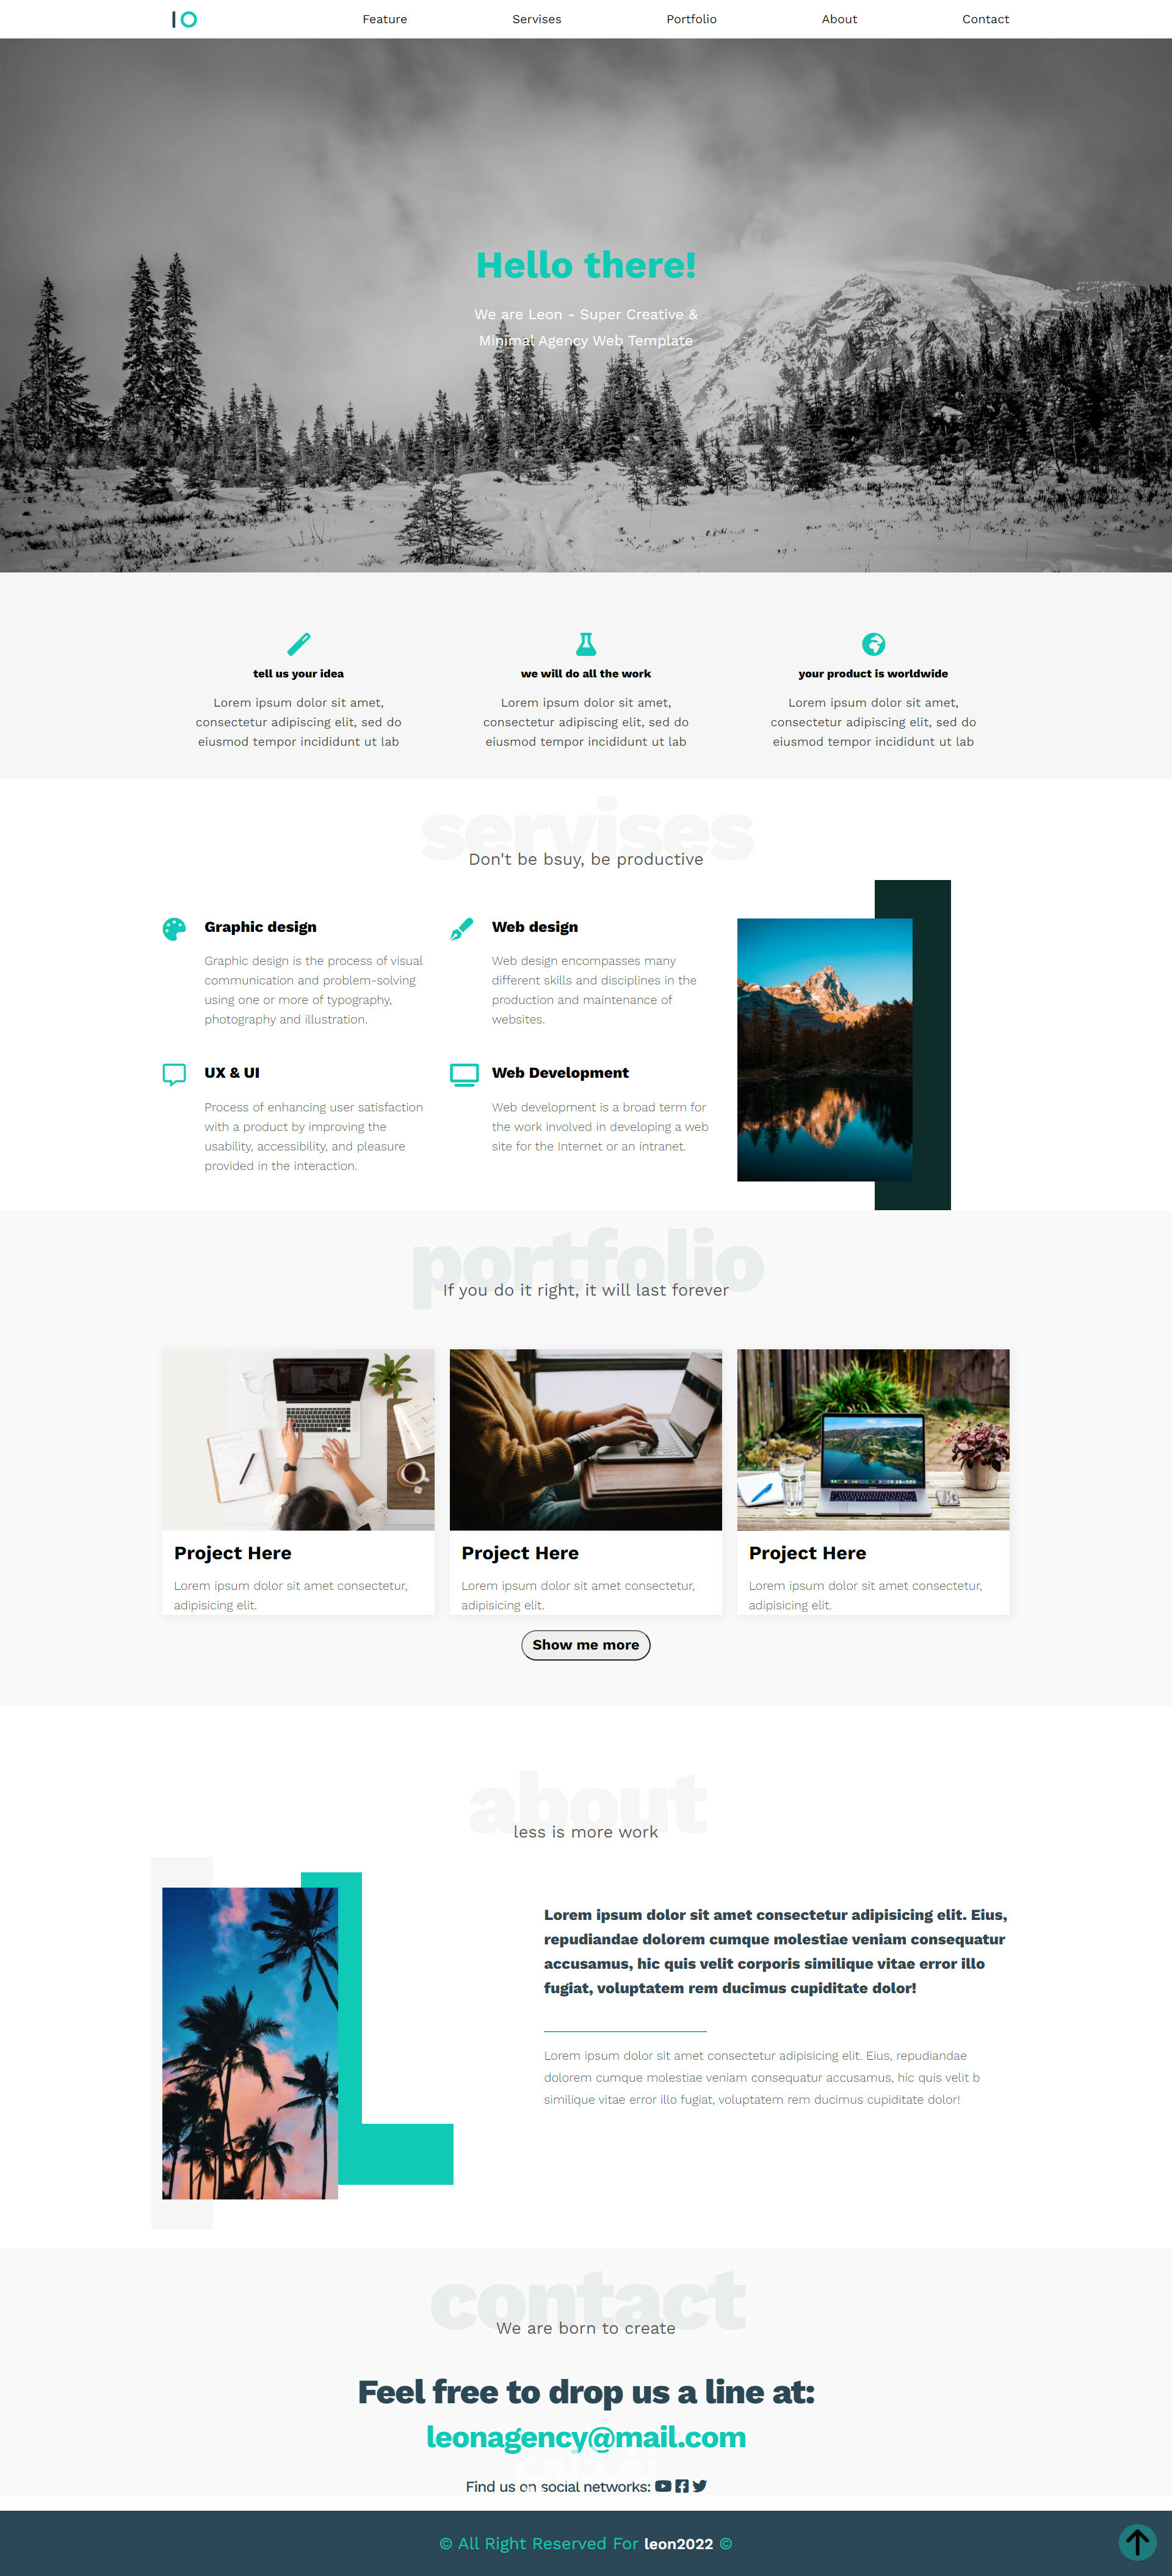 Feature Servises Portfolio About Contact
Hello there!
We are Leon - Super Creative &
Minimal Agency Web Template
tell us your idea
Lorem ipsum dolor sit amet,
consectetur adipiscing elit, sed do
eiusmod tempor incididunt ut lab
we will do all the work
Lorem ipsum dolor sit amet,
consectetur adipiscing elit, sed do
eiusmod tempor incididunt ut lab
your product is worldwide
Lorem ipsum dolor sit amet,
consectetur adipiscing elit, sed do
eiusmod tempor incididunt ut lab
servises
Don't be bsuy, be productive
Graphic design
Graphic design is the process of visual
communication and problem-solving
using one or more of typography,
photography and illustration.
Web design
Web design encompasses many
different skills and disciplines in the
production and maintenance of
websites.
UX & UI
Process of enhancing user satisfaction
with a product by improving the
usability, accessibility, and pleasure
provided in the interaction.
Web Development
Web development is a broad term for
the work involved in developing a web
site for the Internet or an intranet.
portfolio
If you do it right, it will last forever
Project Here
Lorem ipsum dolor sit amet consectetur,
adipisicing elit.
Project Here
Lorem ipsum dolor sit amet consectetur,
adipisicing elit.
Project Here
Lorem ipsum dolor sit amet consectetur,
adipisicing elit.
Show me more
about
less is more work
Lorem ipsum dolor sit amet consectetur adipisicing elit. Eius,
repudiandae dolorem cumque molestiae veniam consequatur
accusamus, hic quis velit corporis similique vitae error illo
fugiat, voluptatem rem ducimus cupiditate dolor!
Lorem ipsum dolor sit amet consectetur adipisicing elit. Eius, repudiandae
dolorem cumque molestiae veniam consequatur accusamus, hic quis velit b
similique vitae error illo fugiat, voluptatem rem ducimus cupiditate dolor!
contact
We are born to create
Feel free to drop us a line at:
leonagency@mail.com
Find us on social networks:
© All Right Reserved For leon2022 ©